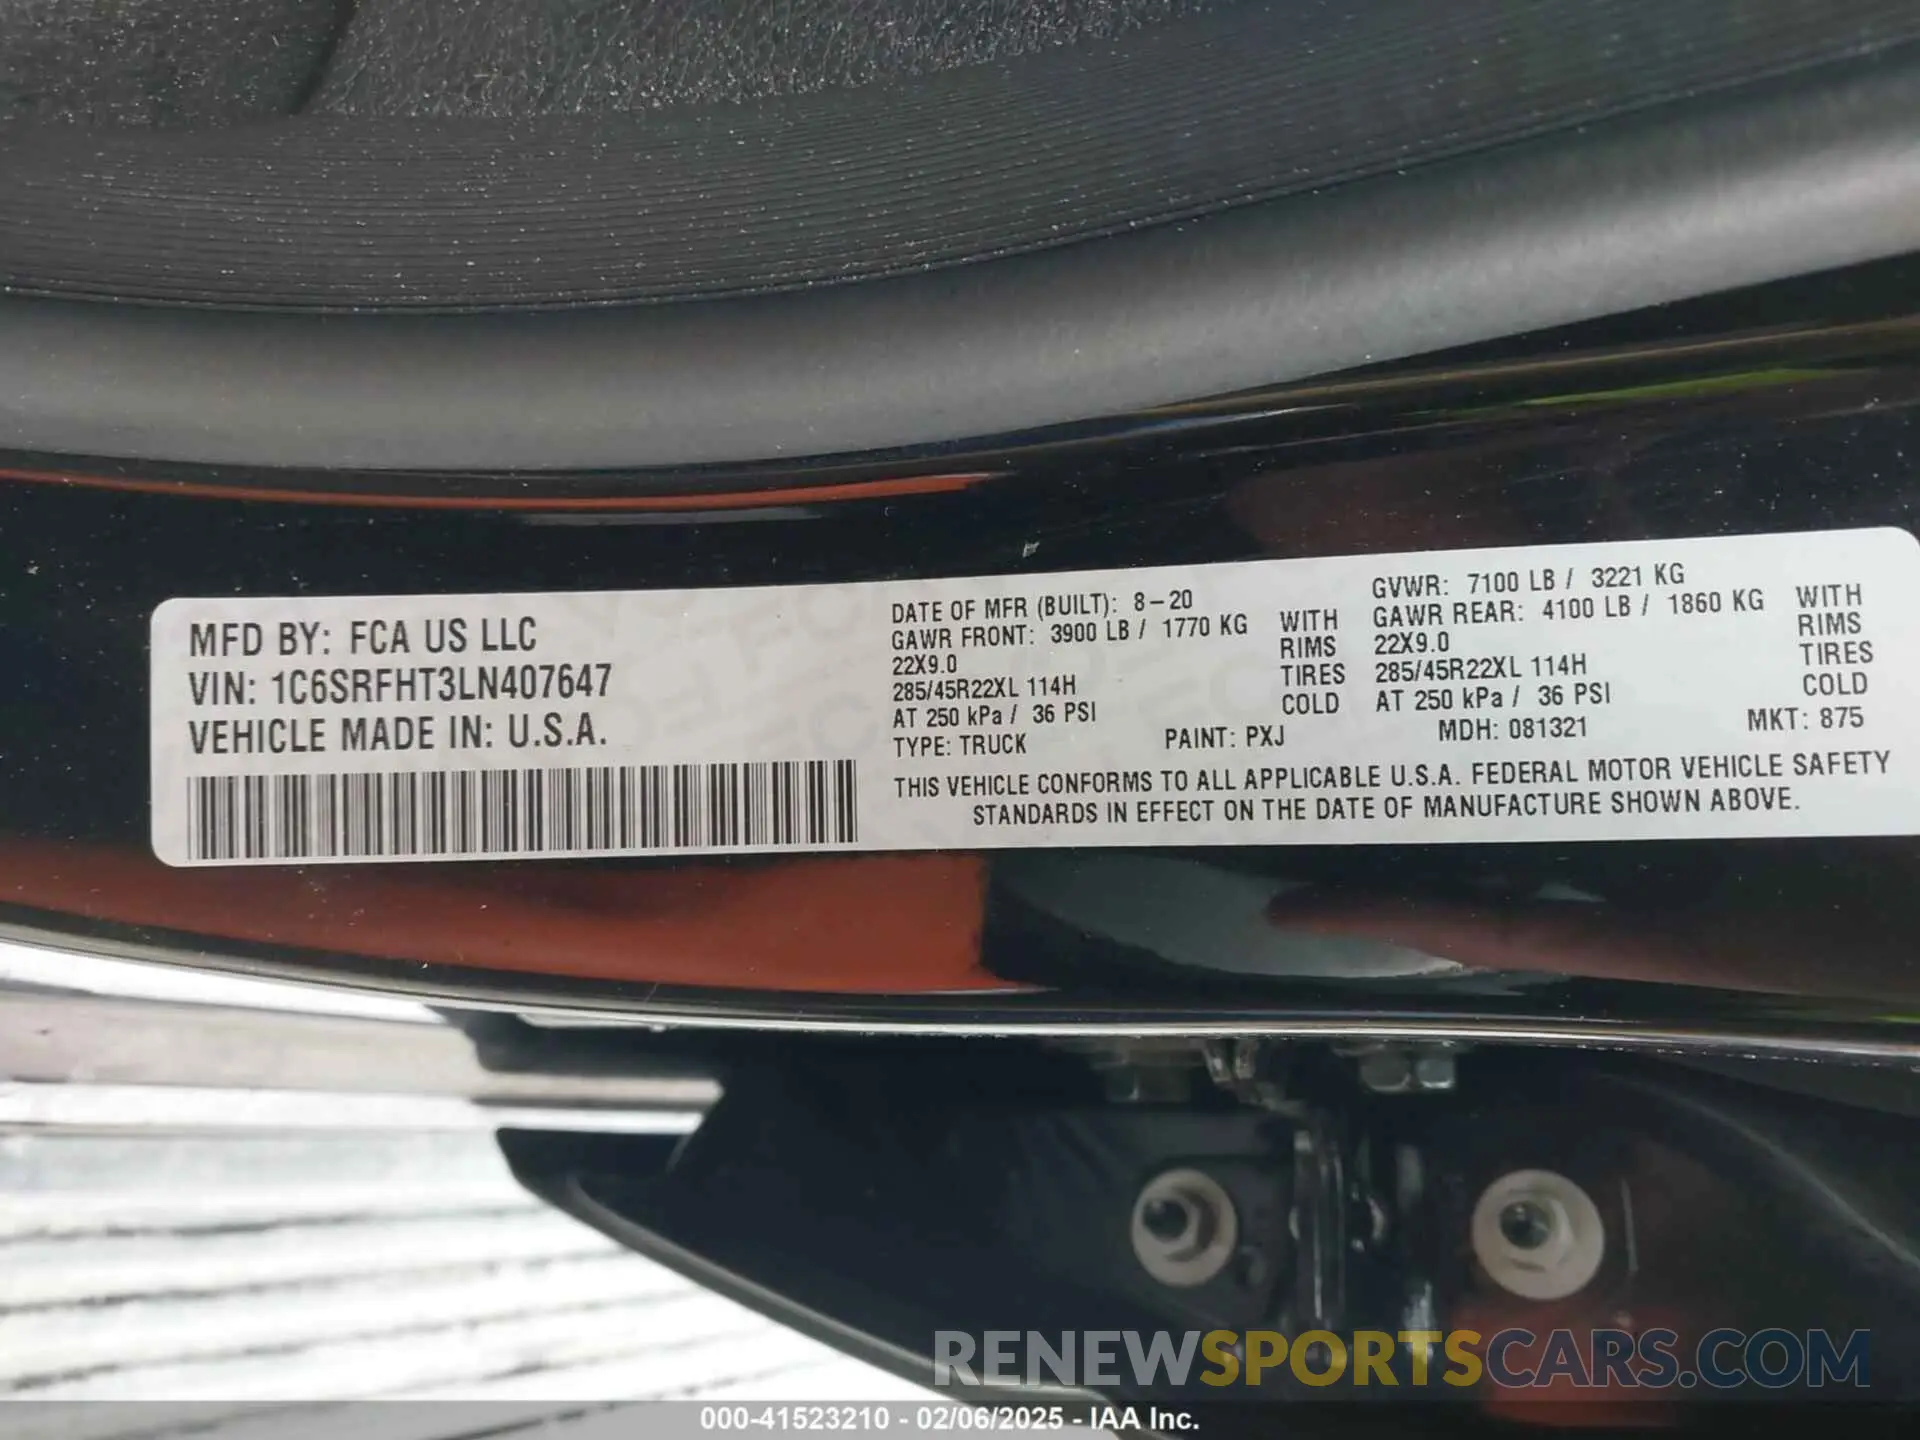 MFD BY: FCA US LLC
VIN: 1C6SRFHT3LN407647
VEHICLE MADE IN: U.S.A.
DATE OF MFR (BUILT): 8-20
GAWR FRONT: 3900 LB / 1770 KG WITH
22X9.0 RIMS
285/45R22XL 114H TIRES
AT 250 kPa / 36 PSI COLD
GVWR: 7100 LB / 3221 KG
GAWR REAR: 4100 LB / 1860 KG WITH
22X9.0 RIMS
285/45R22XL 114H TIRES
AT 250 kPa / 36 PSI COLD
TYPE: TRUCK PAINT: PXJ MDH: 081321 MKT: 875
THIS VEHICLE CONFORMS TO ALL APPLICABLE U.S.A. FEDERAL MOTOR VEHICLE SAFETY
STANDARDS IN EFFECT ON THE DATE OF MANUFACTURE SHOWN ABOVE.
RENEWSPORTSCARS.COM
000-41523210 - 02/06/2025 - IAA Inc.